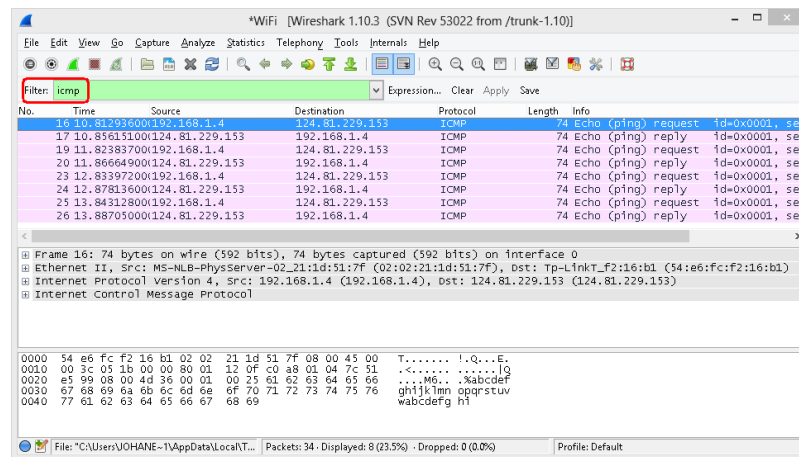 *WiFi [Wireshark 1.10.3 (SVN Rev 53022 from /trunk-1.10)]
File Edit View Go Capture Analyze Statistics Telephony Tools Internals Help
Filter: icmp Expression... Clear Apply Save
No. Time Source Destination Protocol Length Info
16 10.81293600(192.168.1.4 124.81.229.153 ICMP 74 Echo (ping) request id=0x0001, se
17 10.85615100(124.81.229.153 192.168.1.4 ICMP 74 Echo (ping) reply id=0x0001, se
19 11.82383700(192.168.1.4 124.81.229.153 ICMP 74 Echo (ping) request id=0x0001, se
20 11.86664900(124.81.229.153 192.168.1.4 ICMP 74 Echo (ping) reply id=0x0001, se
23 12.83397200(192.168.1.4 124.81.229.153 ICMP 74 Echo (ping) request id=0x0001, se
24 12.87813600(124.81.229.153 192.168.1.4 ICMP 74 Echo (ping) reply id=0x0001, se
25 13.84312800(192.168.1.4 124.81.229.153 ICMP 74 Echo (ping) request id=0x0001, se
26 13.88705000(124.81.229.153 192.168.1.4 ICMP 74 Echo (ping) reply id=0x0001, se
Frame 16: 74 bytes on wire (592 bits), 74 bytes captured (592 bits) on interface 0
Ethernet II, Src: MS-NLB-PhysServer-02_21:1d:51:7f (02:02:21:1d:51:7f), Dst: Tp-LinkT_f2:16:b1 (54:e6:fc:f2:16:b1)
Internet Protocol Version 4, Src: 192.168.1.4 (192.168.1.4), Dst: 124.81.229.153 (124.81.229.153)
Internet Control Message Protocol
0000 54 e6 fc f2 16 b1 02 02 21 1d 51 7f 08 00 45 00 T....... !.Q...E.
0010 00 3c 05 1b 00 00 80 01 12 0f c0 a8 01 04 7c 51 .<...... ......|Q
0020 e5 99 08 00 4d 36 00 01 00 25 61 62 63 64 65 66 ....M6.. .%abcdef
0030 67 68 69 6a 6b 6c 6d 6e 6f 70 71 72 73 74 75 76 ghijklmn opqrstuv
0040 77 61 62 63 64 65 66 67 68 69 wabcdefg hi
File: "C:\Users\JOHANE~1\AppData\Local\T... Packets: 34 · Displayed: 8 (23.5%) · Dropped: 0 (0.0%) Profile: Default